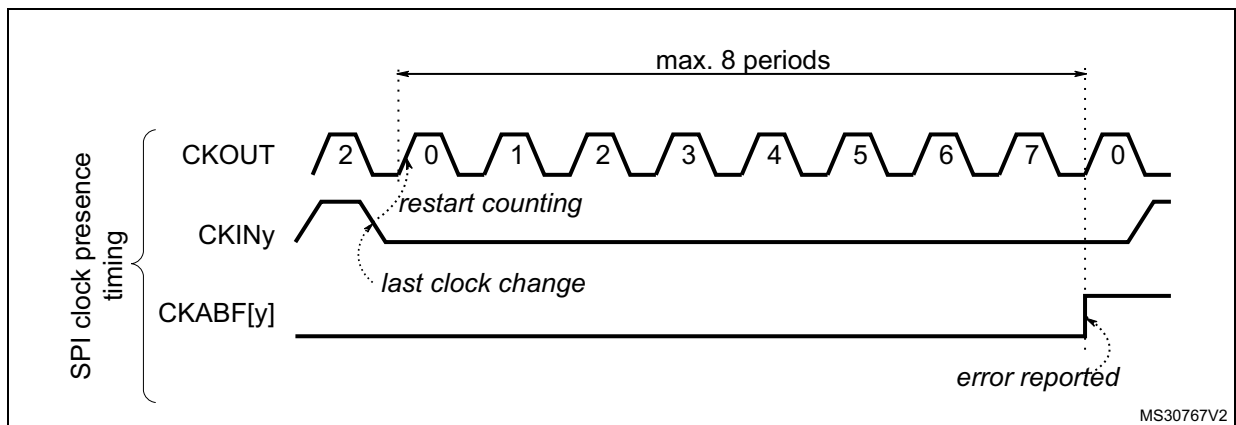 max. 8 periods
CKOUT
2 0 1 2 3 4 5 6 7 0
restart counting
CKINy
last clock change
CKABF[y]
error reported
SPI clock presence
timing
MS30767V2